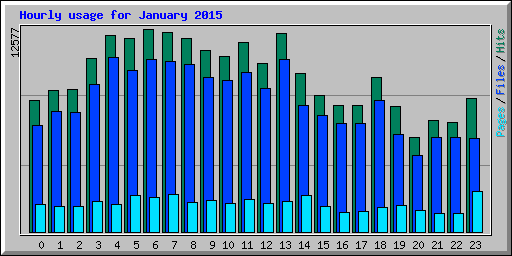 Hourly usage for January 2015
12577
Pages/Files/Hits
0 1 2 3 4 5 6 7 8 9 10 11 12 13 14 15 16 17 18 19 20 21 22 23